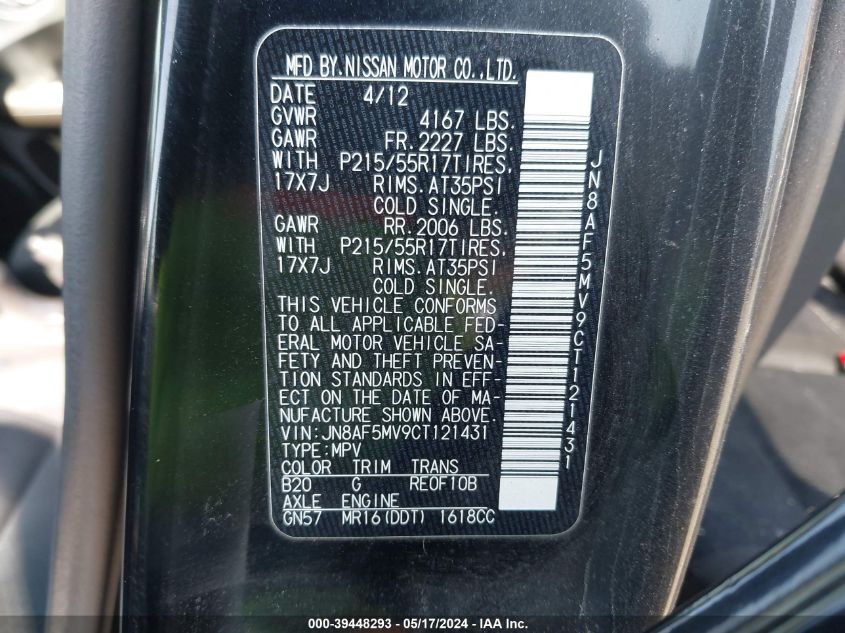 MFD BY.NISSAN MOTOR CO.,LTD.
DATE 4/12
GVWR 4167 LBS.
GAWR FR.2227 LBS.
WITH P215/55R17TIRES,
17X7J RIMS.AT35PSI
COLD SINGLE.
GAWR RR.2006 LBS.
WITH P215/55R17TIRES,
17X7J RIMS.AT35PSI
COLD SINGLE.
THIS VEHICLE CONFORMS
TO ALL APPLICABLE FED-
ERAL MOTOR VEHICLE SA-
FETY AND THEFT PREVEN-
TION STANDARDS IN EFF-
ECT ON THE DATE OF MA-
NUFACTURE SHOWN ABOVE.
VIN:JN8AF5MV9CT121431
TYPE:MPV
COLOR TRIM TRANS
B20 G RE0F10B
AXLE ENGINE
GN57 MR16(DDT) 1618CC
JN8AF5MV9CT121431
000-39448293 - 05/17/2024 - IAA Inc.